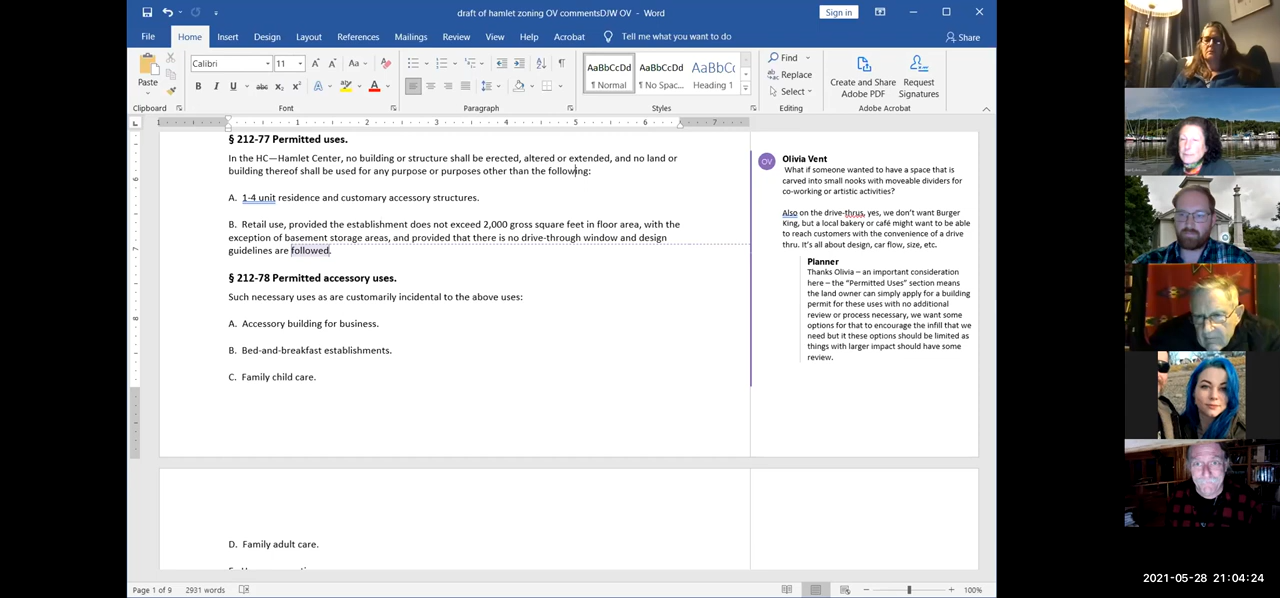 draft of hamlet zoning OV commentsDJW OV - Word
Sign in
File Home Insert Design Layout References Mailings Review View Help Acrobat Tell me what you want to do Share
Paste
Clipboard
Calibri 11
Font
Paragraph
AaBbCcDd AaBbCcDd AaBbCc
¶ Normal ¶ No Spac... Heading 1
Styles
Find
Replace
Select
Editing
Create and Share Adobe PDF
Request Signatures
Adobe Acrobat
§ 212-77 Permitted uses.
In the HC—Hamlet Center, no building or structure shall be erected, altered or extended, and no land or
building thereof shall be used for any purpose or purposes other than the following:
A. 1-4 unit residence and customary accessory structures.
B. Retail use, provided the establishment does not exceed 2,000 gross square feet in floor area, with the
exception of basement storage areas, and provided that there is no drive-through window and design
guidelines are followed.
§ 212-78 Permitted accessory uses.
Such necessary uses as are customarily incidental to the above uses:
A. Accessory building for business.
B. Bed-and-breakfast establishments.
C. Family child care.
D. Family adult care.
OV
Olivia Vent
What if someone wanted to have a space that is
carved into small nooks with moveable dividers for
co-working or artistic activities?
Also on the drive-thrus, yes, we don't want Burger
King, but a local bakery or café might want to be able
to reach customers with the convenience of a drive
thru. It's all about design, car flow, size, etc.
Planner
Thanks Olivia – an important consideration
here – the "Permitted Uses" section means
the land owner can simply apply for a building
permit for these uses with no additional
review or process necessary, we want some
options for that to encourage the infill that we
need but it these options should be limited as
things with larger impact should have some
review.
Page 1 of 9 2931 words
100%
2021-05-28 21:04:24